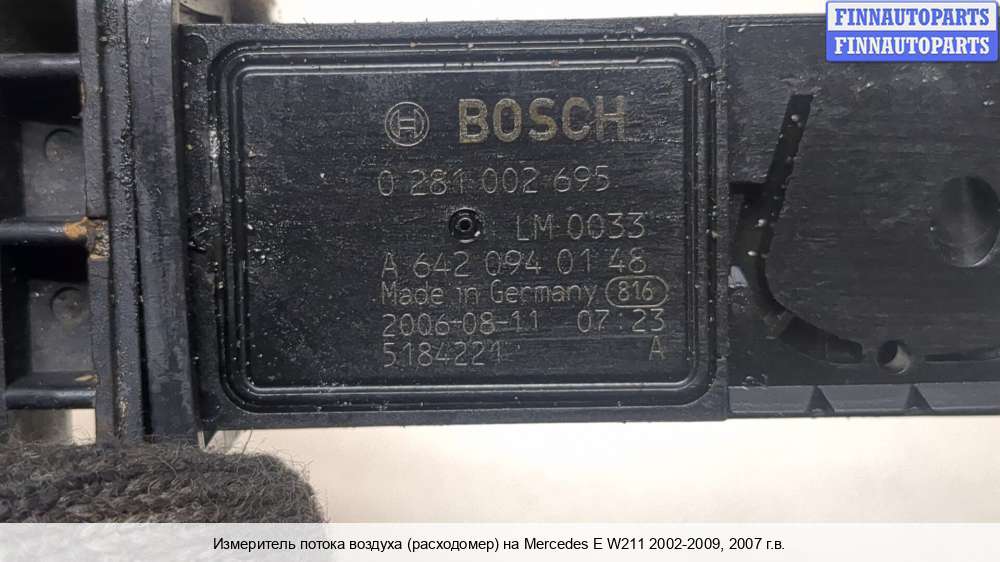 FINNAUTOPARTS
FINNAUTOPARTS
BOSCH
0 281 002 695
LM 0033
A 642 094 01 48
Made in Germany 816
2006-08-11 07:23
5184221 A
Измеритель потока воздуха (расходомер) на Mercedes E W211 2002-2009, 2007 г.в.